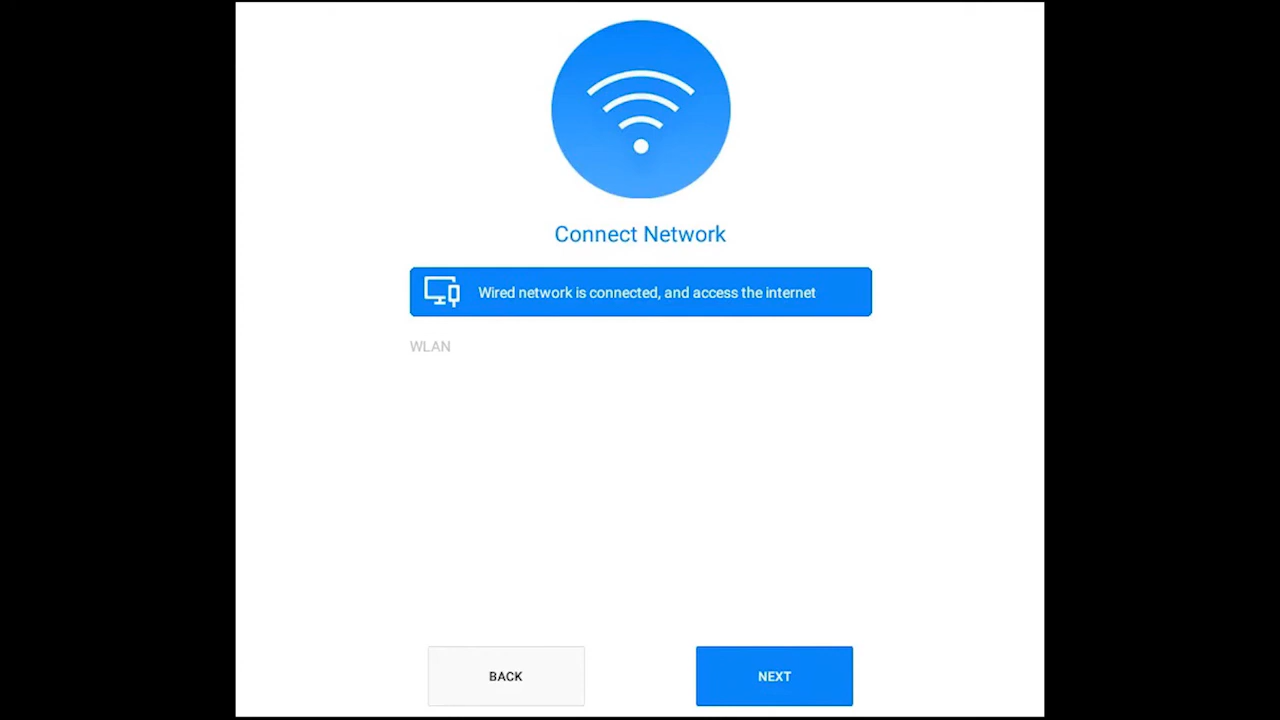 Connect Network
Wired network is connected, and access the internet
WLAN
BACK
NEXT